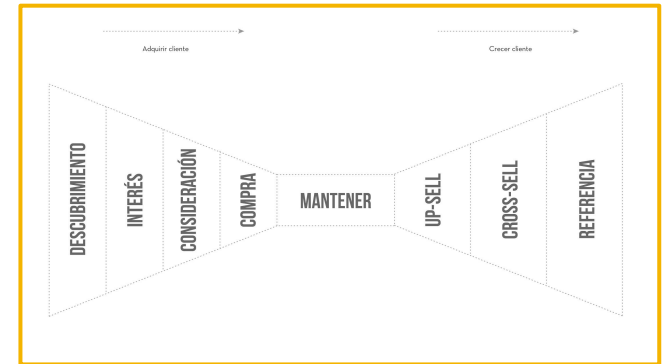 Adquirir cliente
Crecer cliente
DESCUBRIMIENTO
INTERÉS
CONSIDERACIÓN
COMPRA
MANTENER
UP-SELL
CROSS-SELL
REFERENCIA